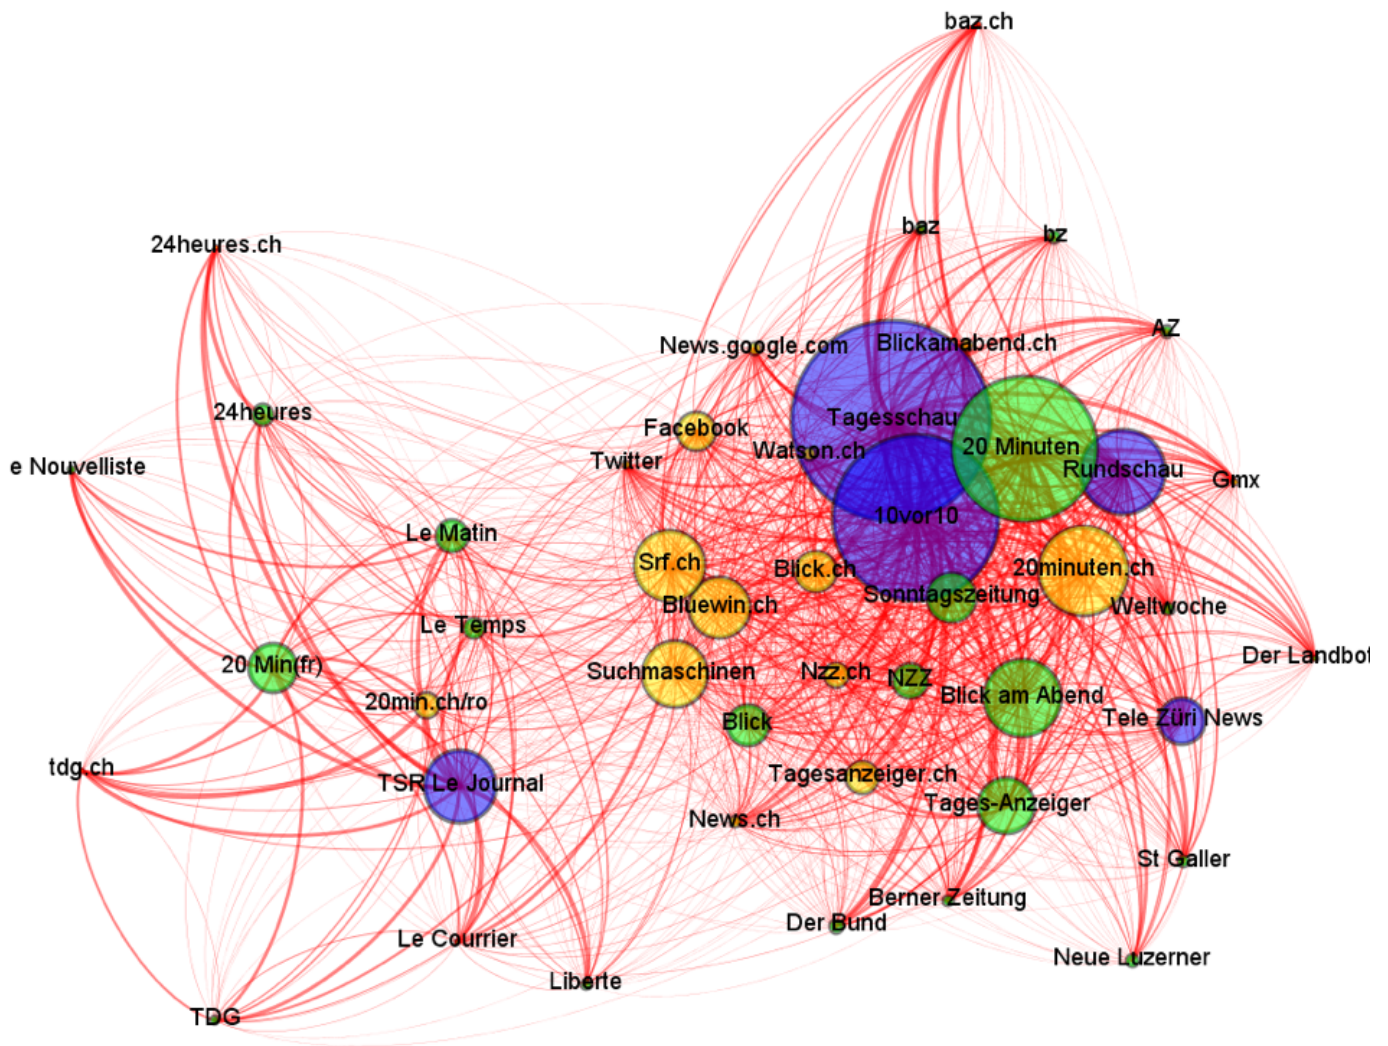 baz.ch
baz
bz
24heures.ch
AZ
News.google.com
Blickamabend.ch
24heures
Facebook
Tagesschau
20 Minuten
Watson.ch
Twitter
Rundschau
e Nouvelliste
Gmx
10vor10
Le Matin
Srf.ch
Blick.ch
20minuten.ch
Sonntagszeitung
Bluewin.ch
Weltwoche
Le Temps
Der Landbot
20 Min(fr)
Suchmaschinen
Nzz.ch
NZZ
Blick am Abend
20min.ch/ro
Blick
Tele Züri News
tdg.ch
TSR Le Journal
Tagesanzeiger.ch
Tages-Anzeiger
News.ch
St Galler
Berner Zeitung
Der Bund
Le Courrier
Neue Luzerner
Liberte
TDG